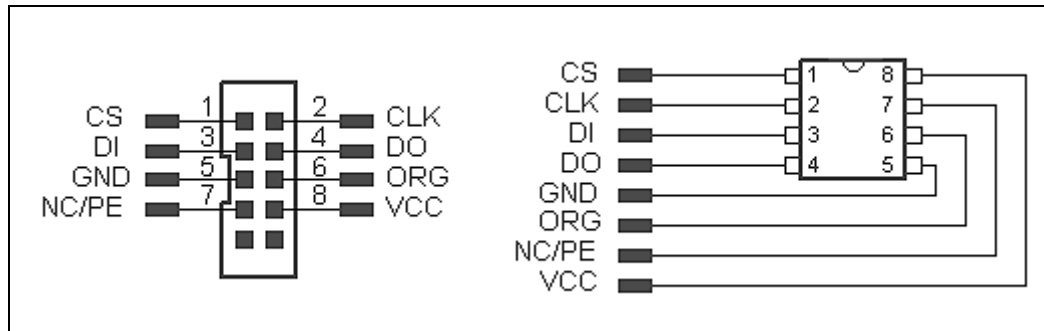 CS 1 2 CLK
DI 3 4 DO
GND 5 6 ORG
NC/PE 7 8 VCC
CS 1 8
CLK 2 7
DI 3 6
DO 4 5
GND
ORG
NC/PE
VCC